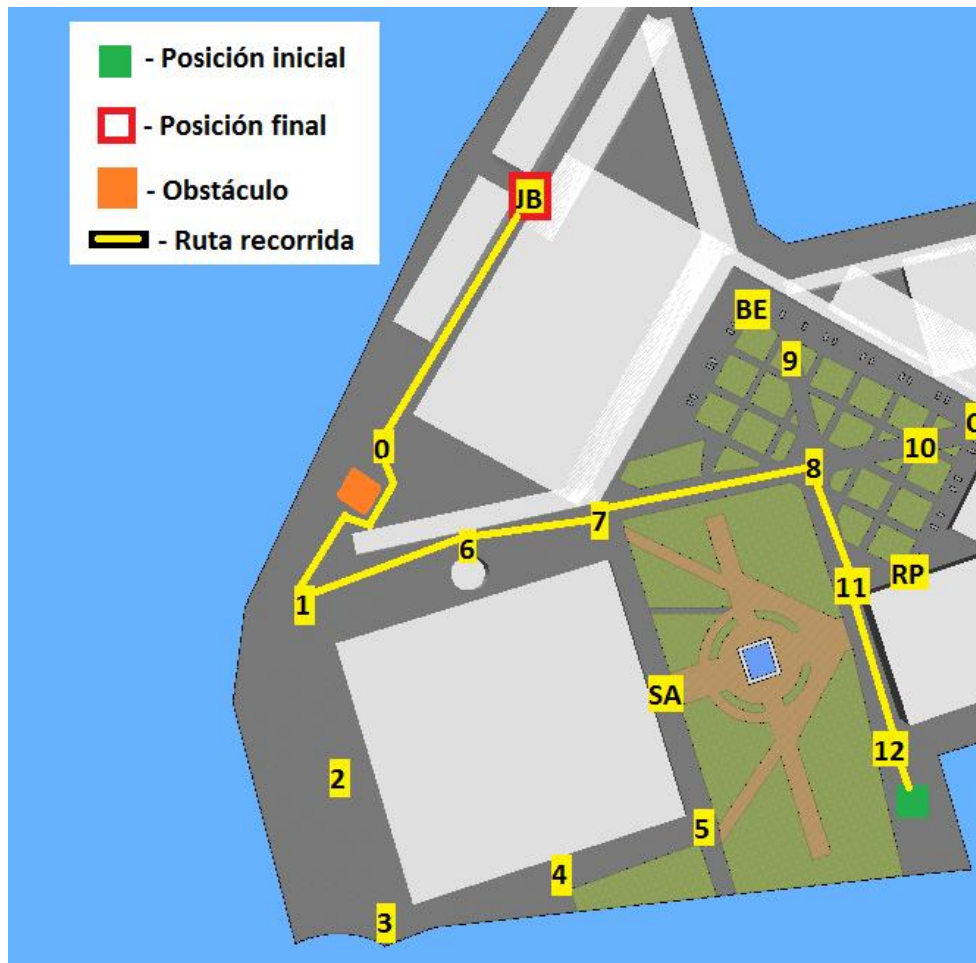 - Posición inicial
- Posición final
- Obstáculo
- Ruta recorrida
JB
BE
9
C
10
0
8
7
6
RP
11
1
SA
12
2
5
4
3